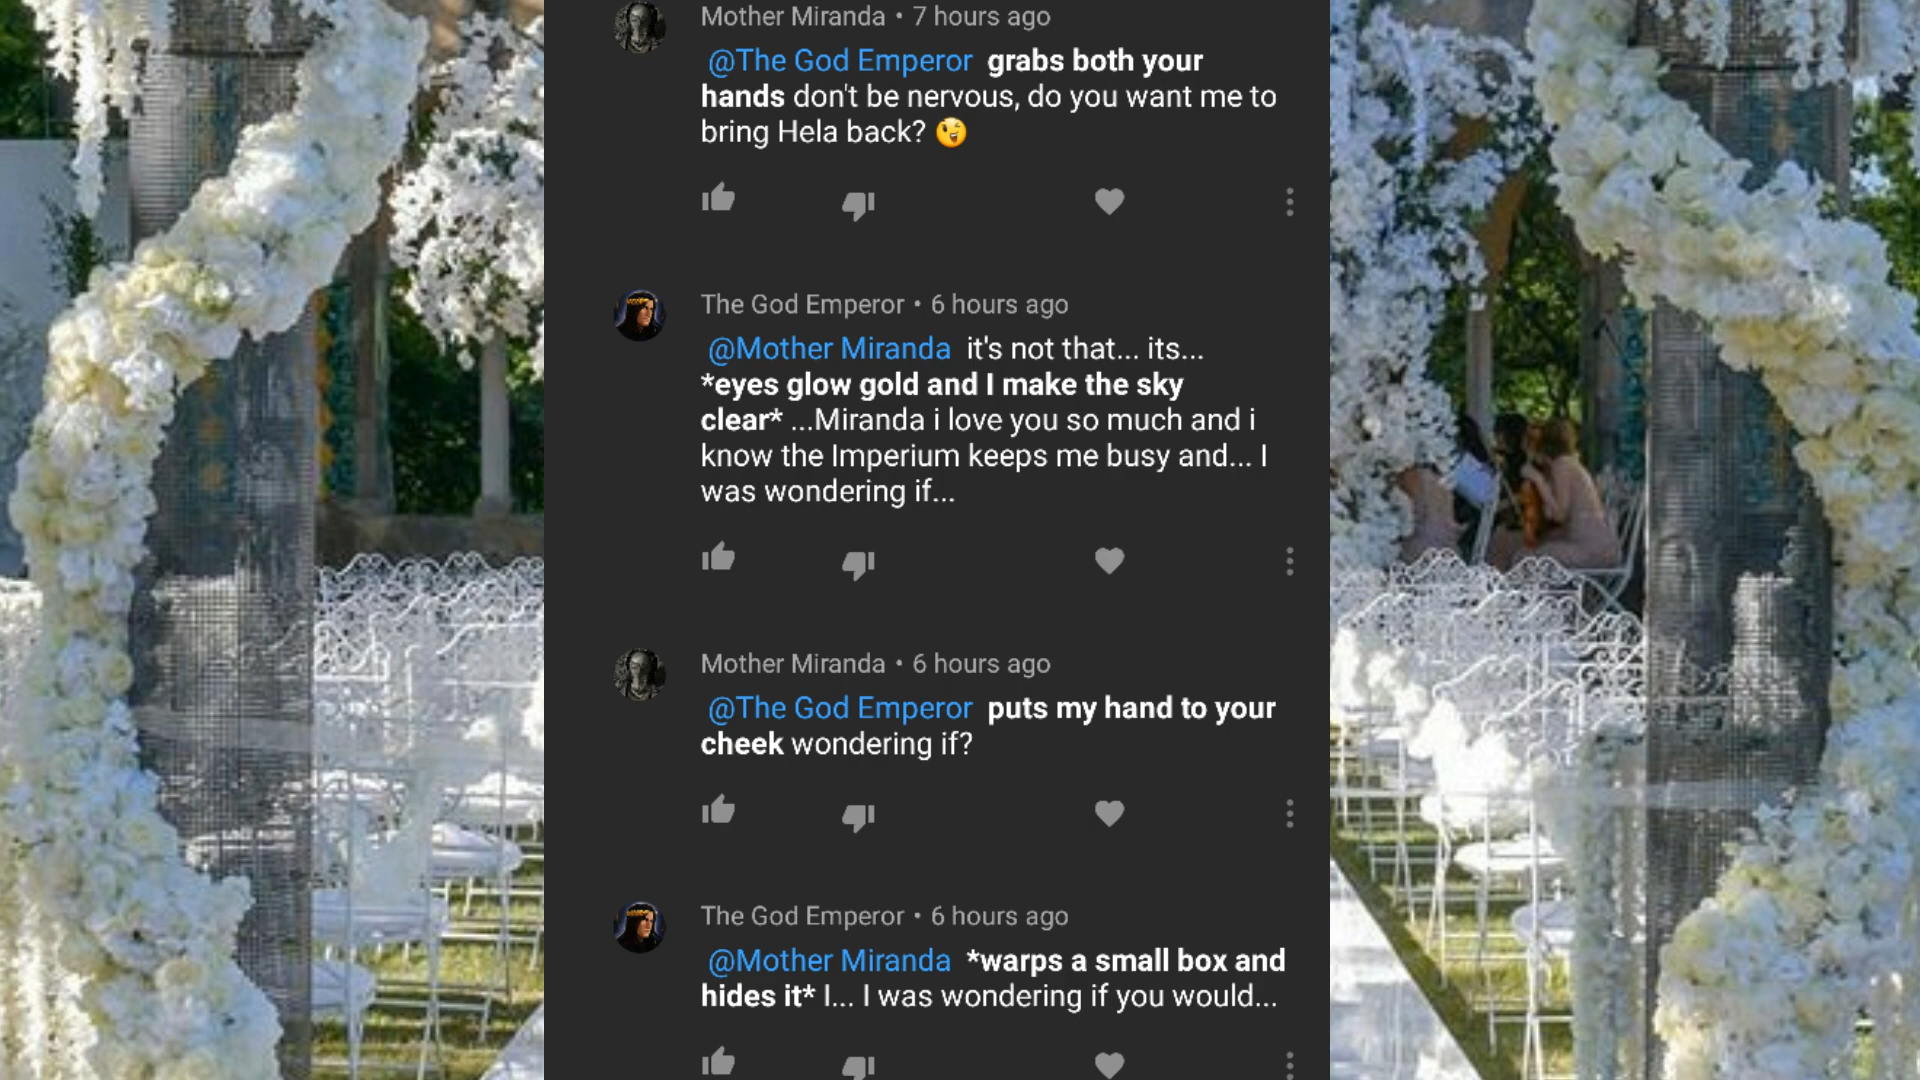 Mother Miranda • 7 hours ago
@The God Emperor grabs both your
hands don't be nervous, do you want me to
bring Hela back? 😉
The God Emperor • 6 hours ago
@Mother Miranda it's not that... its...
*eyes glow gold and I make the sky
clear* ...Miranda i love you so much and i
know the Imperium keeps me busy and... I
was wondering if...
Mother Miranda • 6 hours ago
@The God Emperor puts my hand to your
cheek wondering if?
The God Emperor • 6 hours ago
@Mother Miranda *warps a small box and
hides it* I... I was wondering if you would...